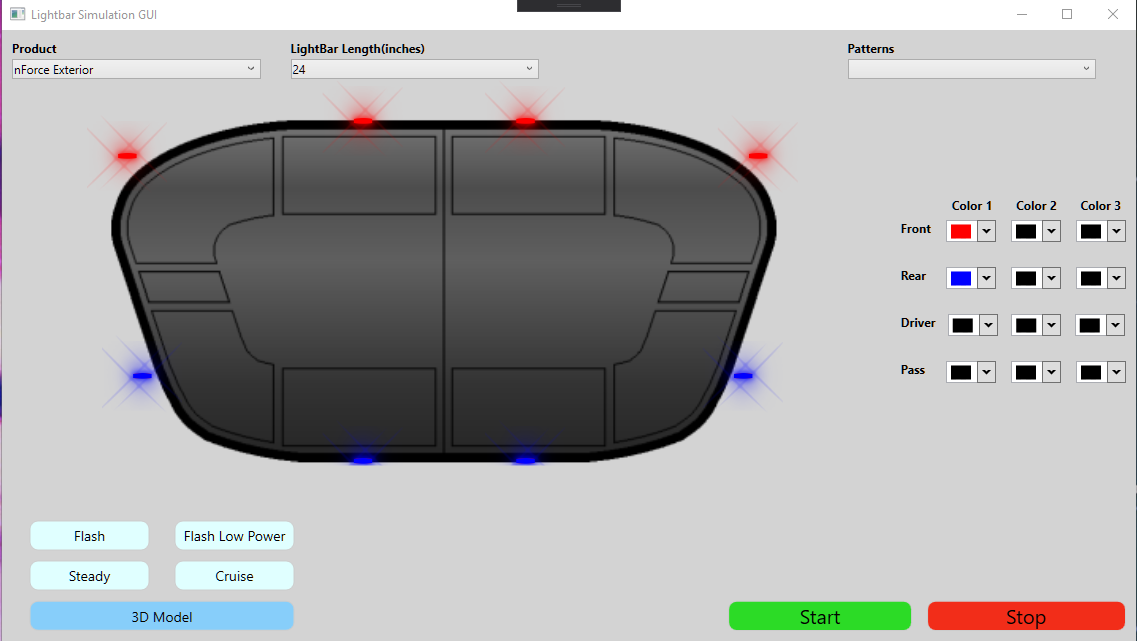 Lightbar Simulation GUI
Product
LightBar Length(inches)
Patterns
nForce Exterior
24
Color 1 Color 2 Color 3
Front
Rear
Driver
Pass
Flash
Flash Low Power
Steady
Cruise
3D Model
Start
Stop